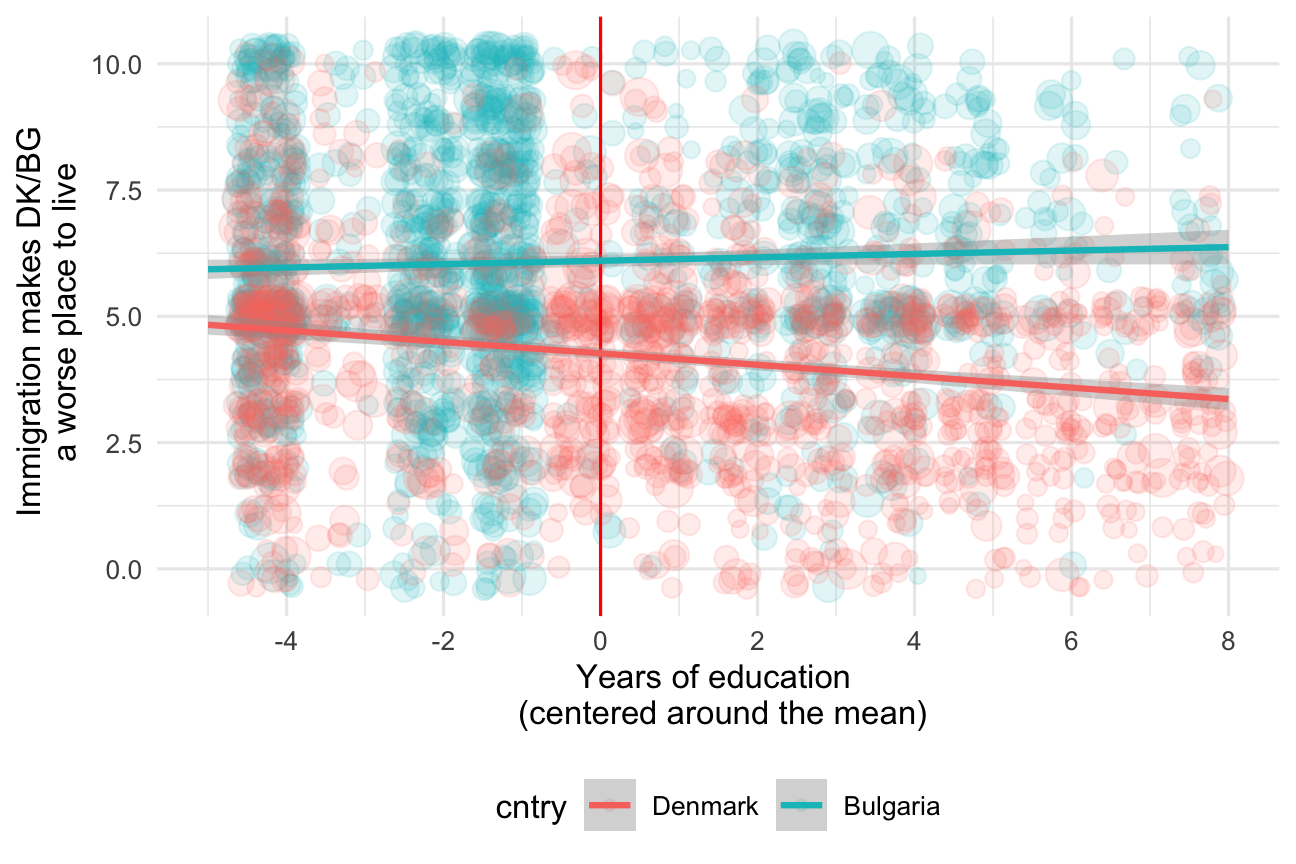 Immigration makes DK/BG
a worse place to live
10.0
7.5
5.0
2.5
0.0
-4
-2
0
2
4
6
8
Years of education
(centered around the mean)
cntry
Denmark
Bulgaria